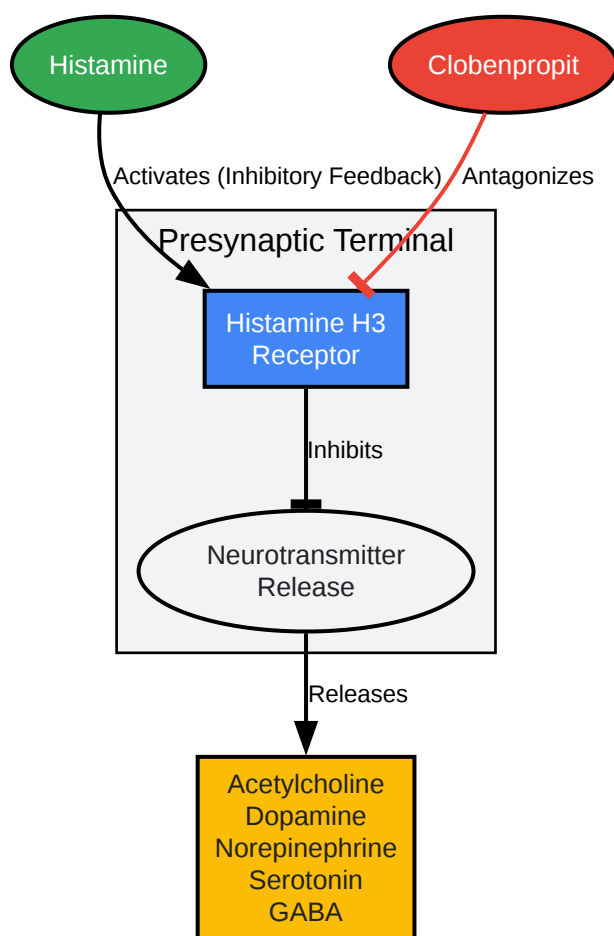 Histamine
Clobenpropit
Activates (Inhibitory Feedback)
Antagonizes
Presynaptic Terminal
Histamine H3
Receptor
Inhibits
Neurotransmitter
Release
Releases
Acetylcholine
Dopamine
Norepinephrine
Serotonin
GABA